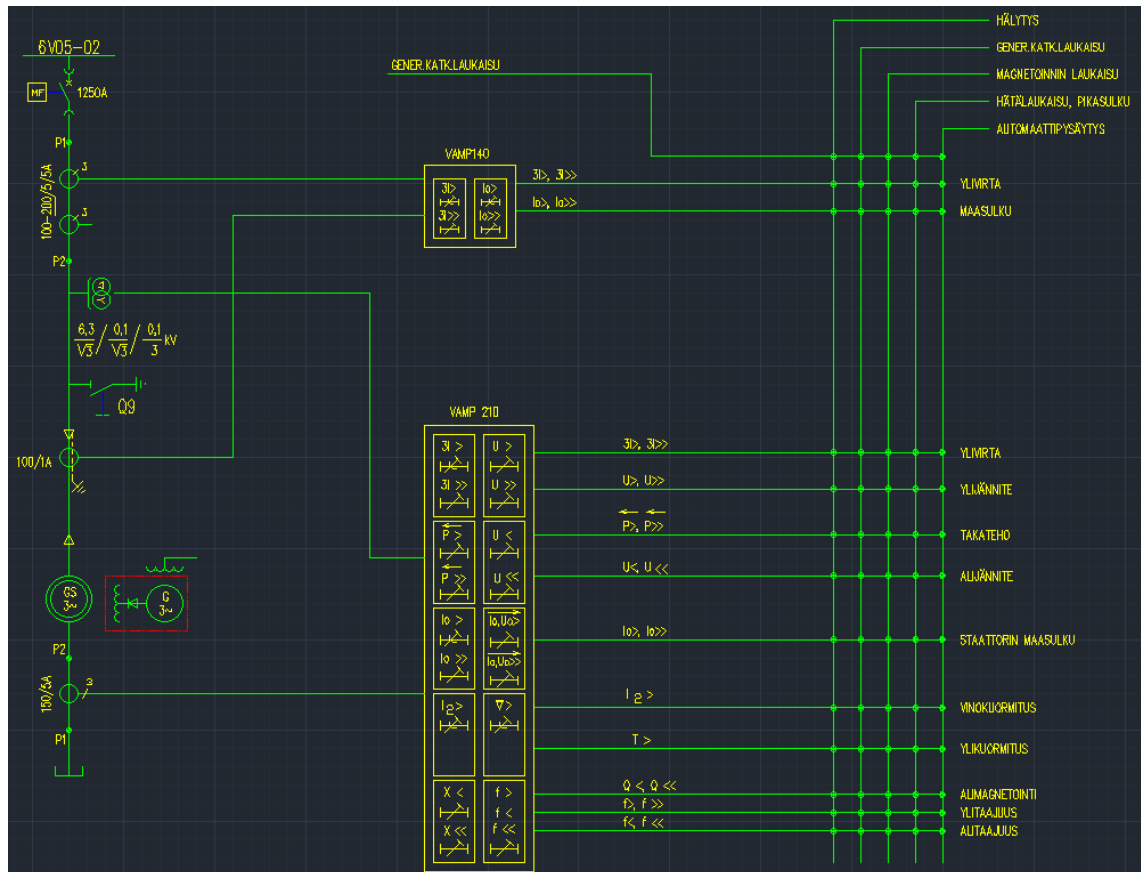 HÄLYTYS
6V05-02
GENER.KATK.LAUKAISU
GENER.KATK.LAUKAISU
MAGNETOINNIN LAUKAISU
MF
1250A
HÄTÄLAUKAISU, PIKASULKU
AUTOMAATTIPYSÄYTYS
P1
VAMP140
3
100-200/5/5A
3I>
3I>>
Io>
Io>>
3I>, 3I>>
YLIVIRTA
Io>, Io>>
MAASULKU
3
P2
6,3/√3 / 0,1/√3 / 0,1/3 kV
Q9
VAMP 210
100/1A
3I >
3I >>
U >
U >>
3I>, 3I>>
YLIVIRTA
U>, U>>
YLIJÄNNITE
P >
P >>
U <
U <<
P>, P>>
TAKATEHO
U<, U <<
ALIJÄNNITE
GS
3~
G
3~
Io >
Io >>
Io,Uo>
Io,Uo>>
Io>, Io>>
STAATTORIN MAASULKU
P2
150/5A
3
I2>
I2 >
VINOKUORMITUS
P1
T >
YLIKUORMITUS
X <
X <<
f >
f <
f <<
Q <, Q <<
ALIMAGNETOINTI
f>, f >>
YLITAAJUUS
f<, f <<
ALITAAJUUS